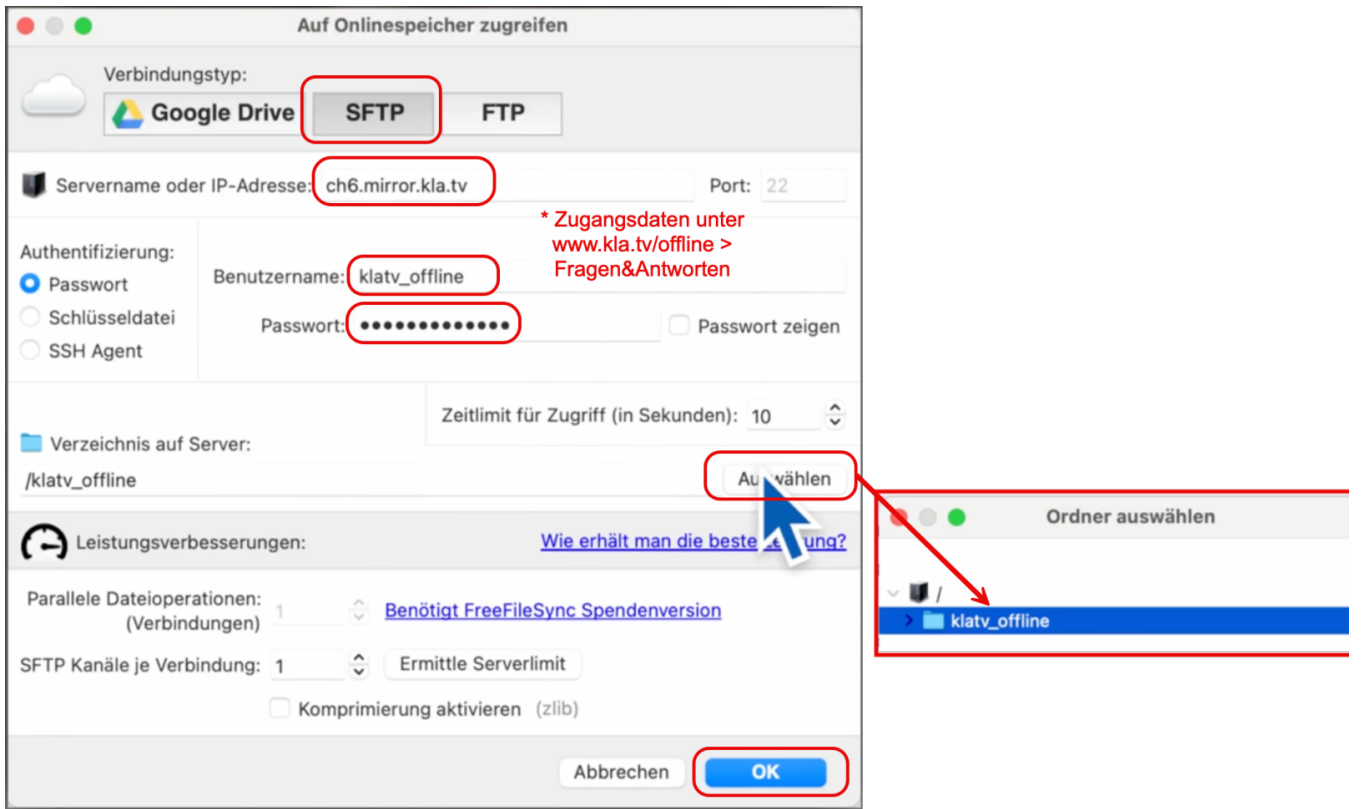 Auf Onlinespeicher zugreifen
Verbindungstyp:
Google Drive SFTP FTP
Servername oder IP-Adresse: ch6.mirror.kla.tv Port: 22
* Zugangsdaten unter
www.kla.tv/offline >
Fragen&Antworten
Authentifizierung:
Passwort
Schlüsseldatei
SSH Agent
Benutzername: klatv_offline
Passwort: •••••••••••••
Passwort zeigen
Zeitlimit für Zugriff (in Sekunden): 10
Verzeichnis auf Server:
/klatv_offline
Auswählen
Leistungsverbesserungen: Wie erhält man die beste
Parallele Dateioperationen:
(Verbindungen) 1 Benötigt FreeFileSync Spendenversion
SFTP Kanäle je Verbindung: 1 Ermittle Serverlimit
Komprimierung aktivieren (zlib)
Abbrechen OK
Ordner auswählen
/
klatv_offline